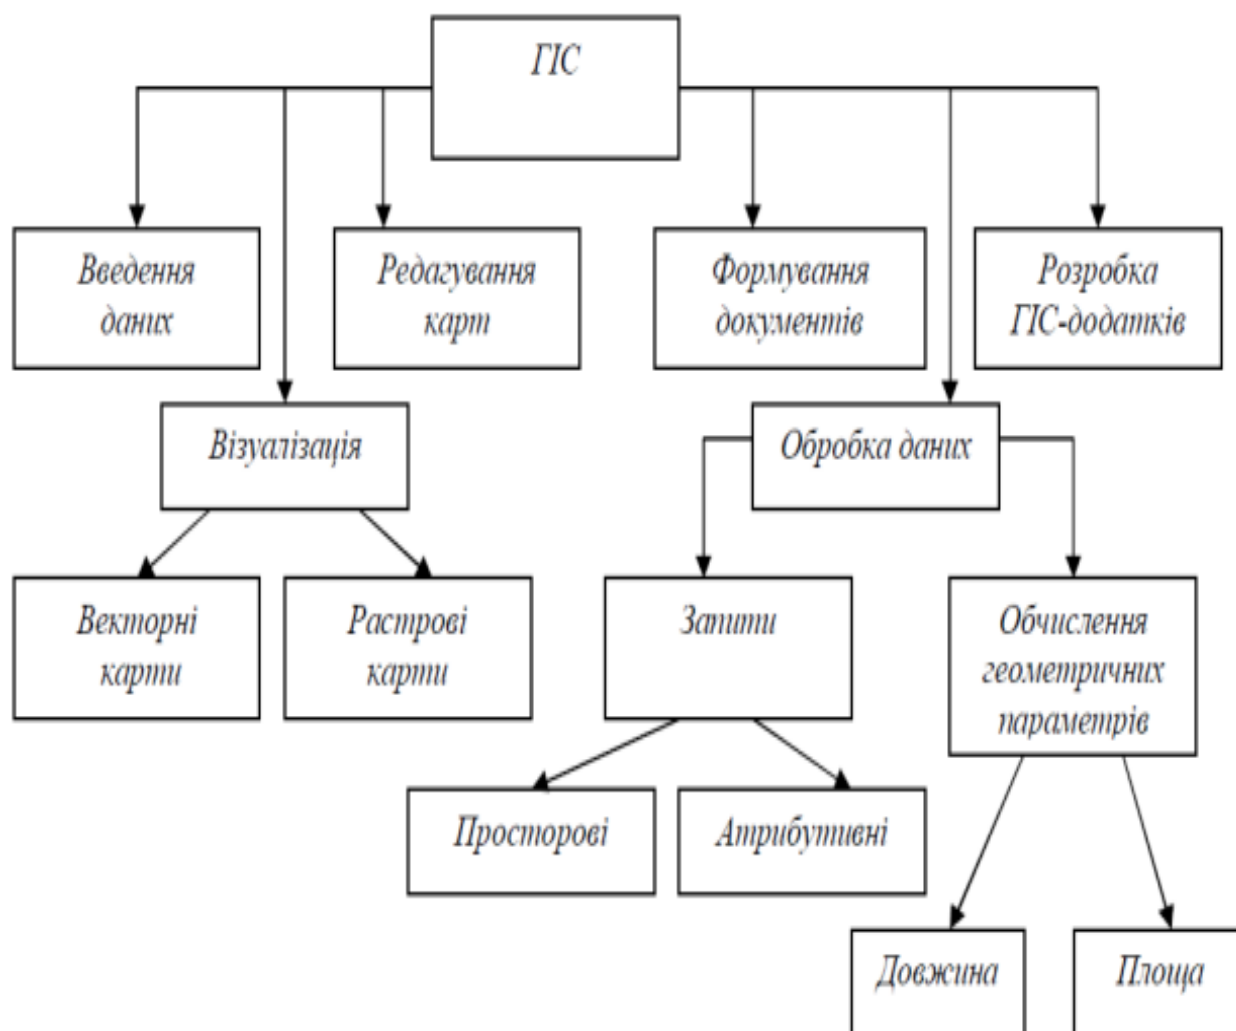 ГІС
Введення
даних
Редагування
карт
Формування
документів
Розробка
ГІС-додатків
Візуалізація
Обробка даних
Векторні
карти
Растрові
карти
Запити
Обчислення
геометричних
параметрів
Просторові
Атрибутивні
Довжина
Площа